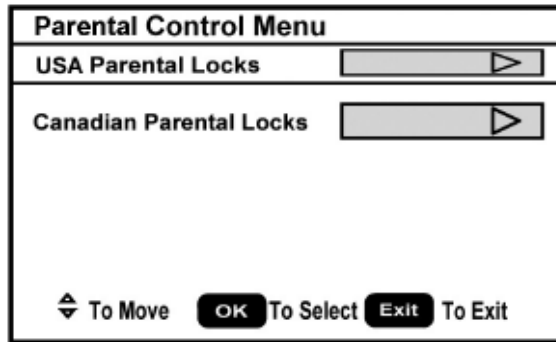 Parental Control Menu
USA Parental Locks
Canadian Parental Locks
To Move OK To Select Exit To Exit